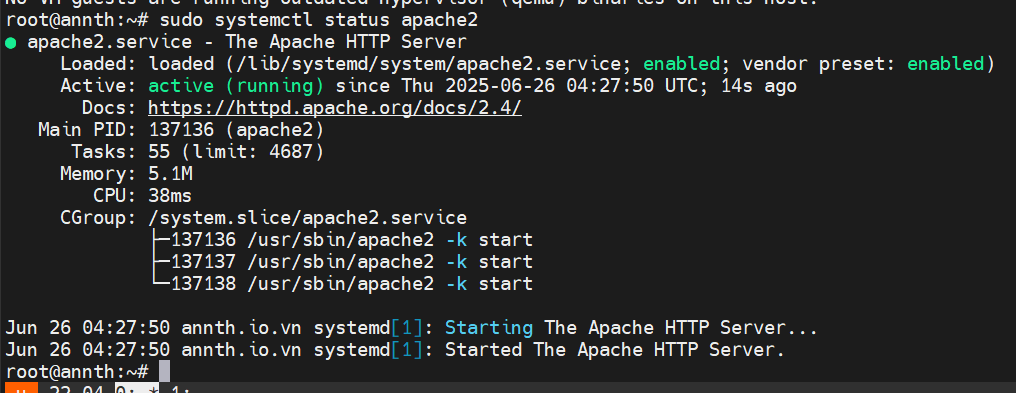 No VM guests are running outdated hypervisor (qemu) binaries on this host.
root@annth:~# sudo systemctl status apache2
● apache2.service - The Apache HTTP Server
     Loaded: loaded (/lib/systemd/system/apache2.service; enabled; vendor preset: enabled)
     Active: active (running) since Thu 2025-06-26 04:27:50 UTC; 14s ago
       Docs: https://httpd.apache.org/docs/2.4/
   Main PID: 137136 (apache2)
      Tasks: 55 (limit: 4687)
     Memory: 5.1M
        CPU: 38ms
     CGroup: /system.slice/apache2.service
             ├─137136 /usr/sbin/apache2 -k start
             ├─137137 /usr/sbin/apache2 -k start
             └─137138 /usr/sbin/apache2 -k start
Jun 26 04:27:50 annth.io.vn systemd[1]: Starting The Apache HTTP Server...
Jun 26 04:27:50 annth.io.vn systemd[1]: Started The Apache HTTP Server.
root@annth:~#
22.04 0:-* 1: